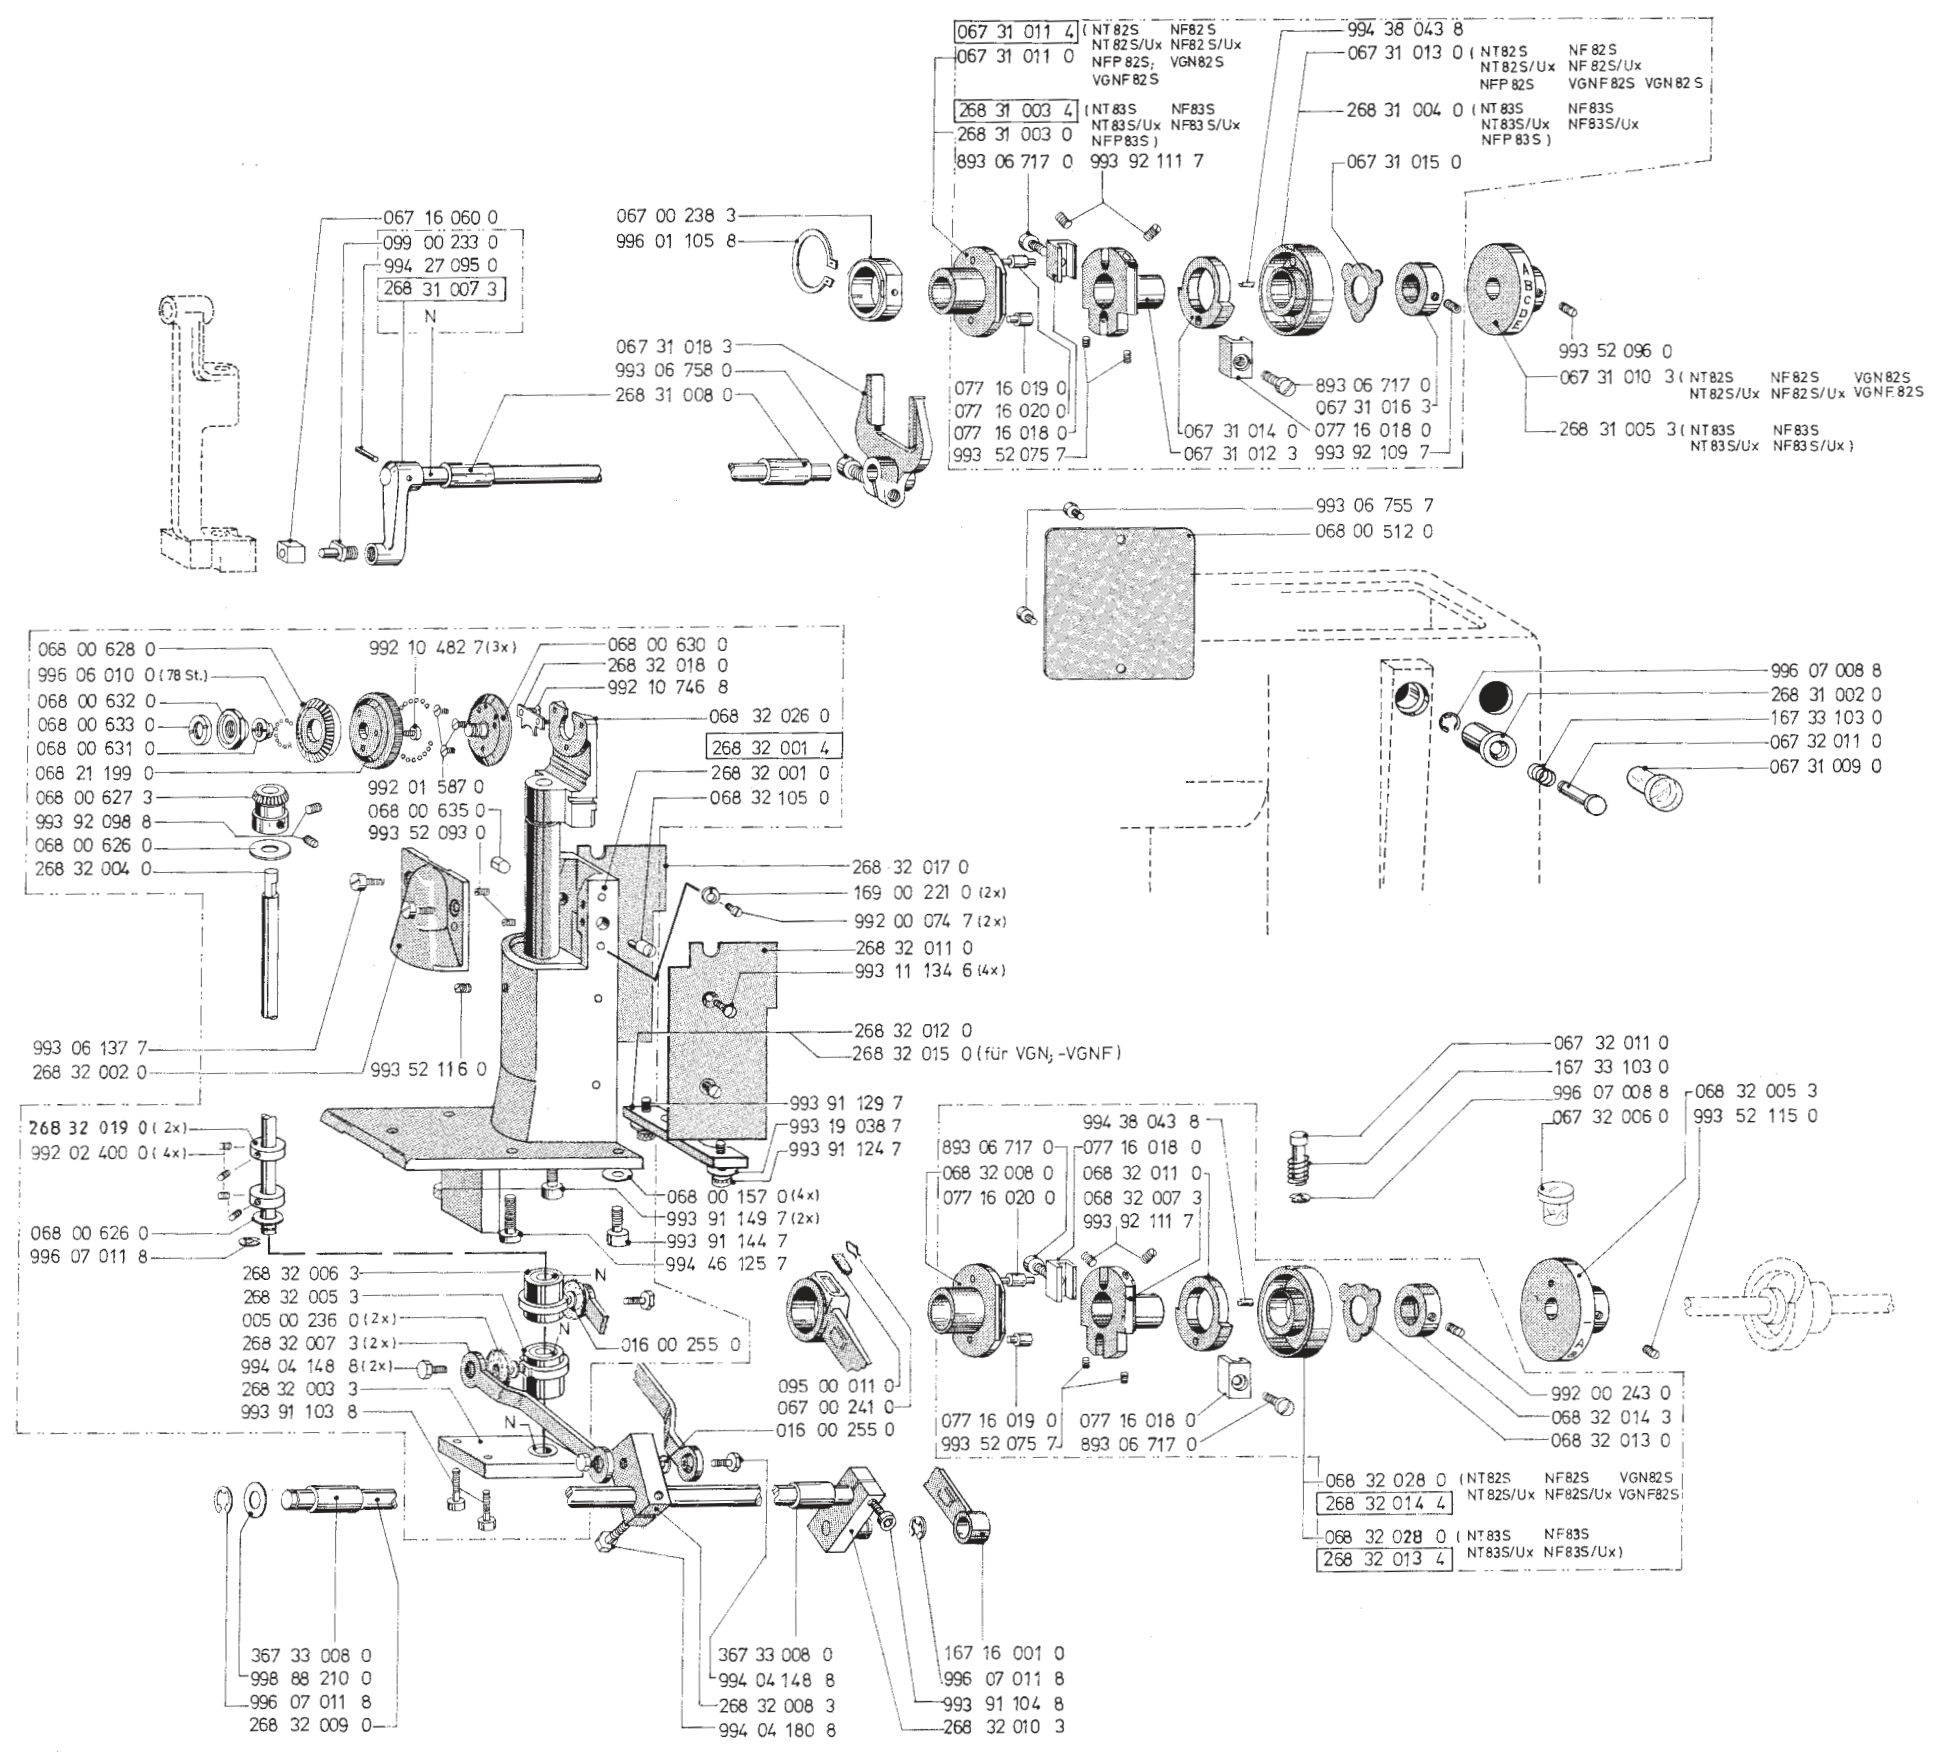 067 31 011 4 ( NT82S NF82S
NT82S/Ux NF82S/Ux
067 31 011 0
NFP82S; VGN82S
VGNF82S
268 31 003 4 ( NT83S NF83S
NT83S/Ux NF83S/Ux
268 31 003 0
NFP83S )
893 06 717 0 993 92 111 7
994 38 043 8
067 31 013 0 ( NT82S NF82S
NT82S/Ux NF82S/Ux
NFP82S VGNF82S VGN82S
268 31 004 0 ( NT83S NF83S
NT83S/Ux NF83S/Ux
NFP83S )
067 31 015 0
067 16 060 0
099 00 233 0
994 27 095 0
268 31 007 3
N
067 00 238 3
996 01 105 8
067 31 018 3
993 06 758 0
268 31 008 0
A
B
C
D
E
077 16 019 0
077 16 020 0
077 16 018 0
993 52 075 7
067 31 014 0
067 31 012 3
893 06 717 0
067 31 016 3
077 16 018 0
993 92 109 7
993 52 096 0
067 31 010 3 ( NT82S NF82S VGN82S
NT82S/Ux NF82S/Ux VGNF.82S
268 31 005 3 ( NT83S NF83S
NT83S/Ux NF83S/Ux )
993 06 755 7
068 00 512 0
068 00 628 0
996 06 010 0 (78 St.)
068 00 632 0
068 00 633 0
068 00 631 0
068 21 199 0
068 00 627 3
993 92 098 8
068 00 626 0
268 32 004 0
992 10 482 7 (3x)
068 00 630 0
268 32 018 0
992 10 746 8
068 32 026 0
268 32 001 4
268 32 001 0
068 32 105 0
992 01 587 0
068 00 635 0
993 52 093 0
996 07 008 8
268 31 002 0
167 33 103 0
067 32 011 0
067 31 009 0
268 32 017 0
169 00 221 0 (2x)
992 00 074 7 (2x)
268 32 011 0
993 11 134 6 (4x)
268 32 012 0
268 32 015 0 (für VGN; -VGNF)
993 06 137 7
268 32 002 0
993 52 116 0
268 32 019 0 (2x)
992 02 400 0 (4x)
068 00 626 0
996 07 011 8
993 91 129 7
993 19 038 7
993 91 124 7
068 00 157 0 (4x)
993 91 149 7 (2x)
993 91 144 7
994 46 125 7
268 32 006 3
268 32 005 3
005 00 236 0 (2x)
268 32 007 3 (2x)
994 04 148 8 (2x)
268 32 003 3
993 91 103 8
N
N
N
016 00 255 0
095 00 011 0
067 00 241 0
016 00 255 0
994 38 043 8
893 06 717 0
077 16 018 0
068 32 008 0
068 32 011 0
077 16 020 0
068 32 007 3
993 92 111 7
067 32 011 0
167 33 103 0
996 07 008 8
067 32 006 0
068 32 005 3
993 52 115 0
A
077 16 019 0
993 52 075 7
077 16 018 0
893 06 717 0
992 00 243 0
068 32 014 3
068 32 013 0
068 32 028 0 ( NT82S NF82S VGN82S
268 32 014 4 NT82S/Ux NF82S/Ux VGNF82S
068 32 028 0 ( NT83S NF83S
268 32 013 4 NT83S/Ux NF83S/Ux)
367 33 008 0
998 88 210 0
996 07 011 8
268 32 009 0
367 33 008 0
994 04 148 8
268 32 008 3
994 04 180 8
167 16 001 0
996 07 011 8
993 91 104 8
268 32 010 3